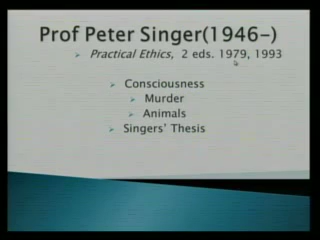 Prof Peter Singer(1946-)
Practical Ethics, 2 eds. 1979, 1993
Consciousness
Murder
Animals
Singers' Thesis